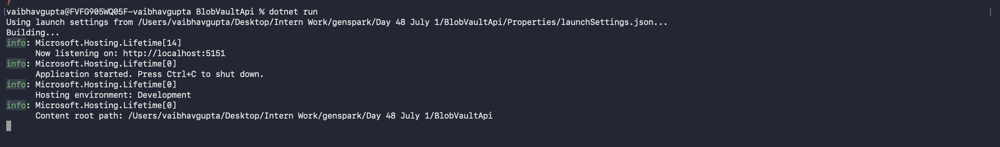 }
[vaibhavgupta@FVFG905WQ05F-vaibhavgupta BlobVaultApi % dotnet run ]
Using launch settings from /Users/vaibhavgupta/Desktop/Intern Work/genspark/Day 48 July 1/BlobVaultApi/Properties/launchSettings.json...
Building...
info: Microsoft.Hosting.Lifetime[14]
Now listening on: http://localhost:5151
info: Microsoft.Hosting.Lifetime[0]
Application started. Press Ctrl+C to shut down.
info: Microsoft.Hosting.Lifetime[0]
Hosting environment: Development
info: Microsoft.Hosting.Lifetime[0]
Content root path: /Users/vaibhavgupta/Desktop/Intern Work/genspark/Day 48 July 1/BlobVaultApi